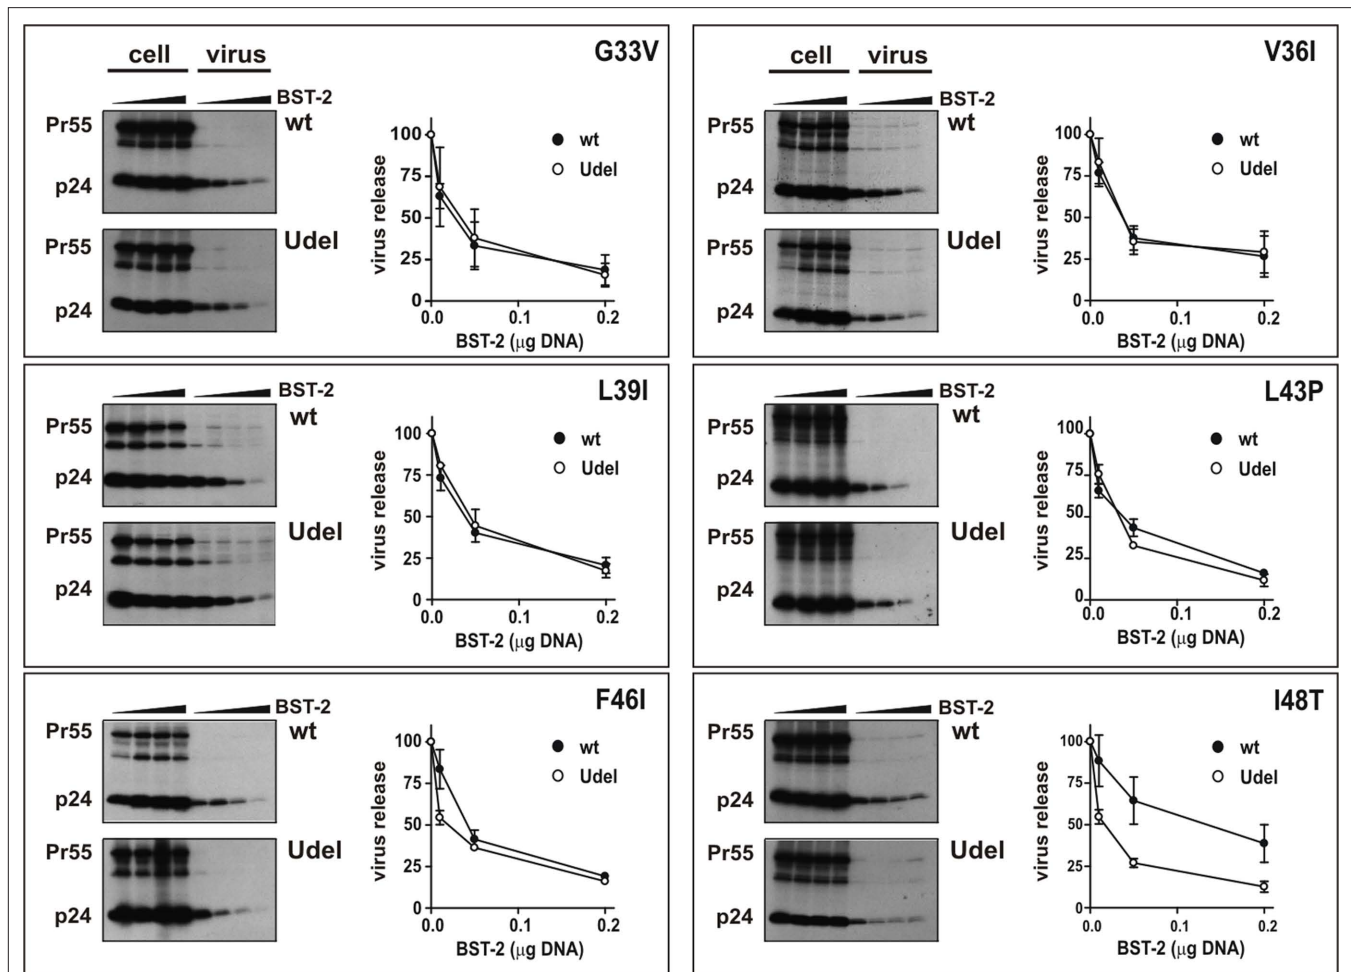 G33V
cell virus
BST-2
Pr55 wt
p24
Pr55 Udel
p24
virus release
100
75
50
25
0
0.0 0.1 0.2
BST-2 (μg DNA)
wt
Udel
V36I
cell virus
BST-2
Pr55 wt
p24
Pr55 Udel
p24
virus release
100
75
50
25
0
0.0 0.1 0.2
BST-2 (μg DNA)
wt
Udel
L39I
BST-2
Pr55 wt
p24
Pr55 Udel
p24
virus release
100
75
50
25
0
0.0 0.1 0.2
BST-2 (μg DNA)
wt
Udel
L43P
BST-2
Pr55 wt
p24
Pr55 Udel
p24
virus release
100
75
50
25
0
0.0 0.1 0.2
BST-2 (μg DNA)
wt
Udel
F46I
BST-2
Pr55 wt
p24
Pr55 Udel
p24
virus release
100
75
50
25
0
0.0 0.1 0.2
BST-2 (μg DNA)
wt
Udel
I48T
BST-2
Pr55 wt
p24
Pr55 Udel
p24
virus release
100
75
50
25
0
0.0 0.1 0.2
BST-2 (μg DNA)
wt
Udel